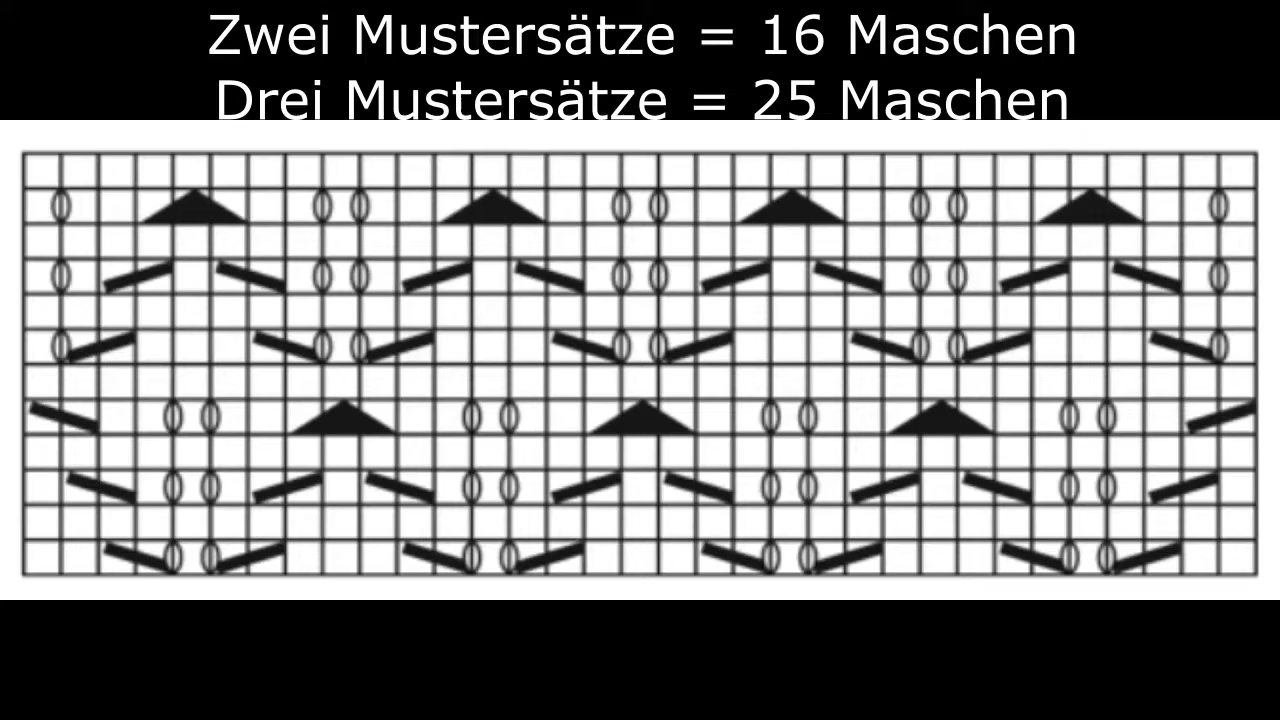 Zwei Mustersätze = 16 Maschen
Drei Mustersätze = 25 Maschen